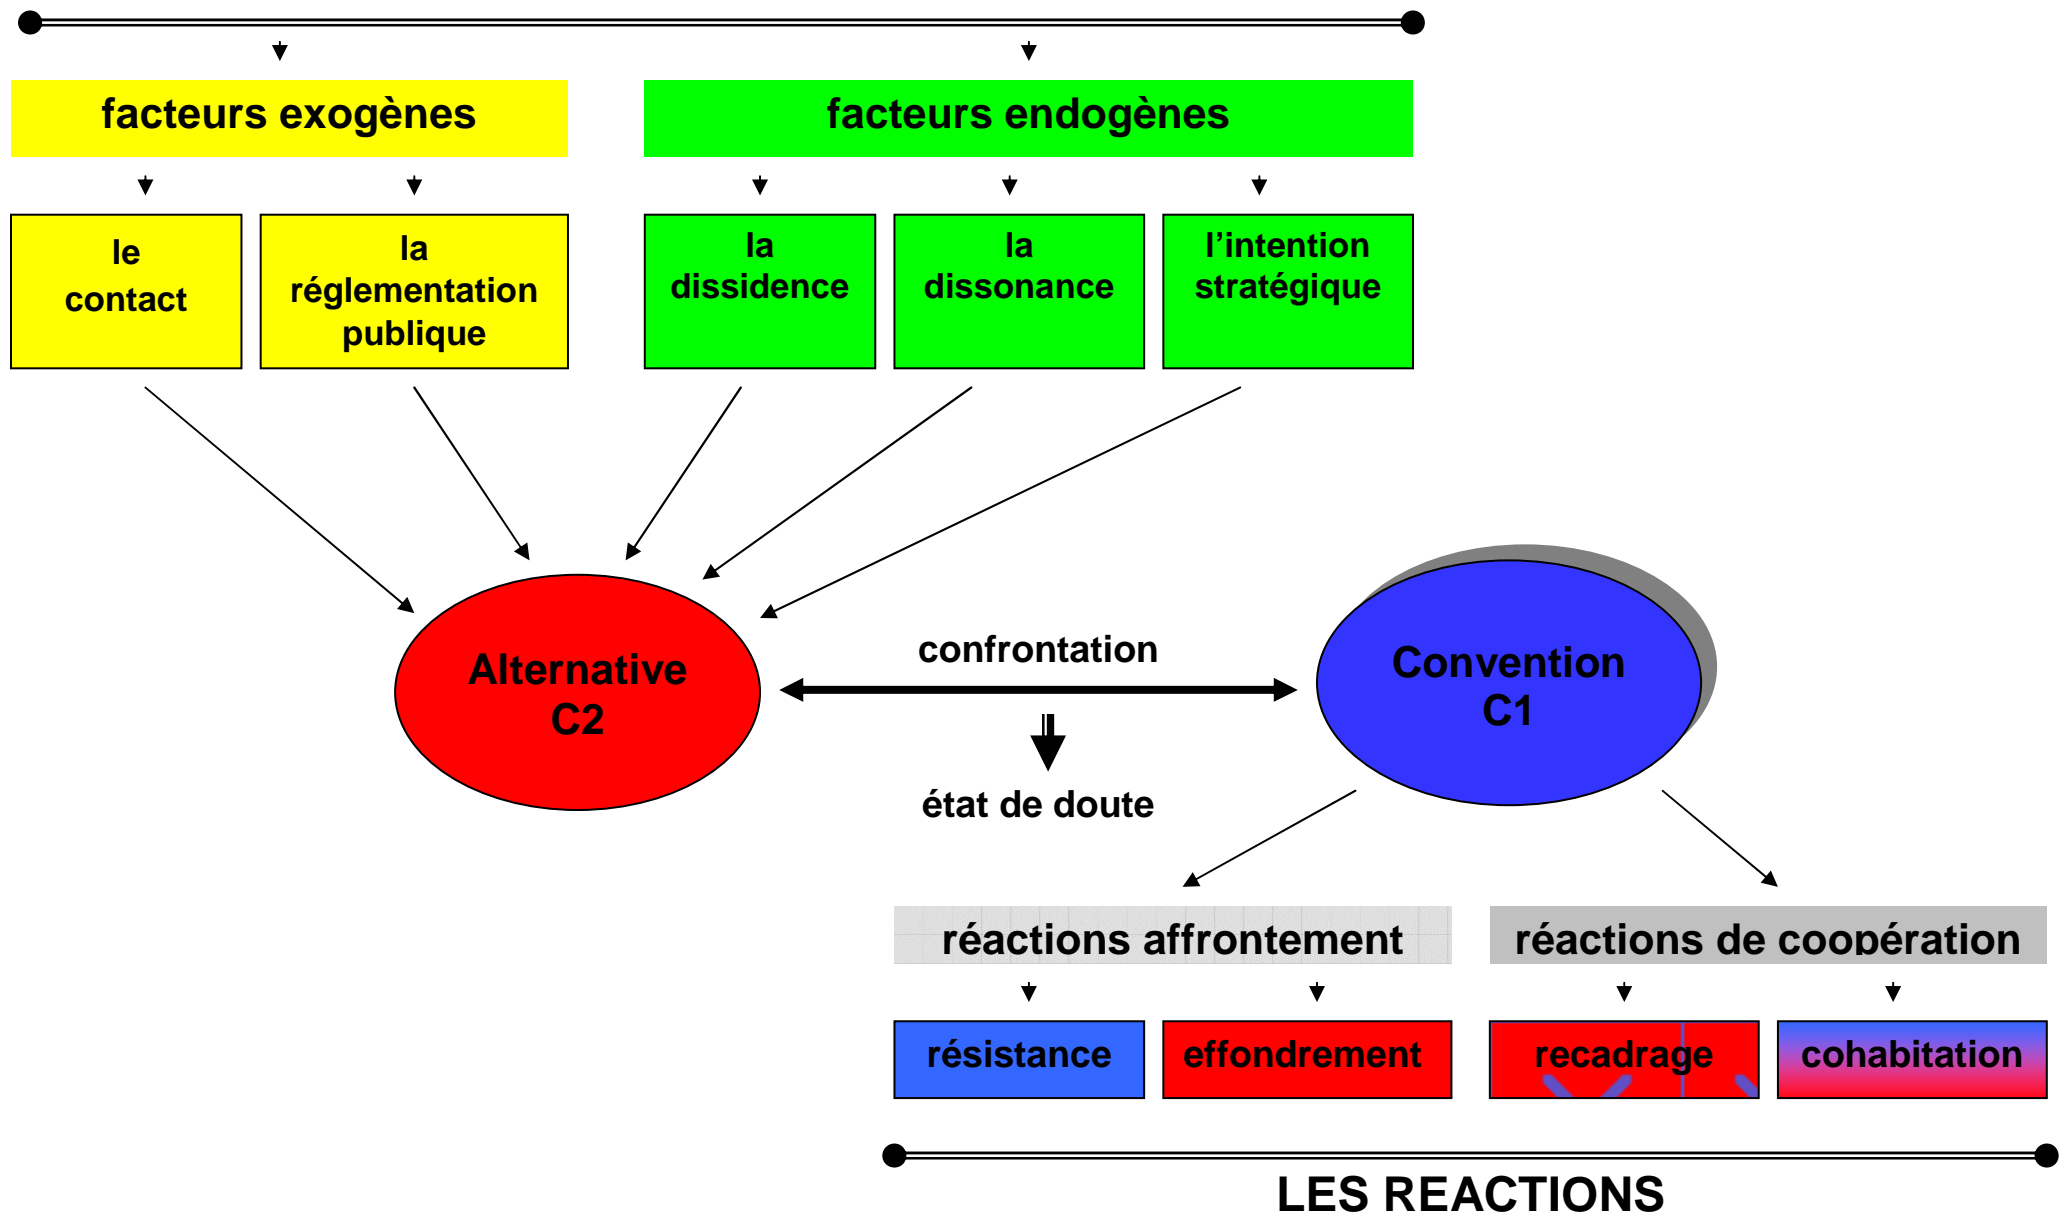 facteurs exogènes
facteurs endogènes
le
contact
la
réglementation
publique
la
dissidence
la
dissonance
l’intention
stratégique
Alternative
C2
confrontation
état de doute
Convention
C1
réactions affrontement
réactions de coopération
résistance
effondrement
recadrage
cohabitation
LES REACTIONS